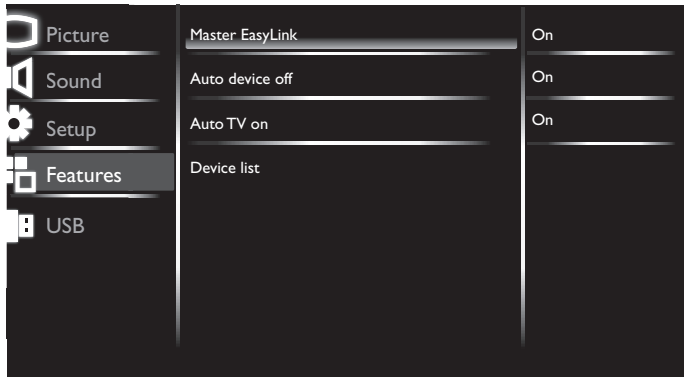 Picture
Sound
Setup
Features
USB
Master EasyLink On
Auto device off On
Auto TV on On
Device list